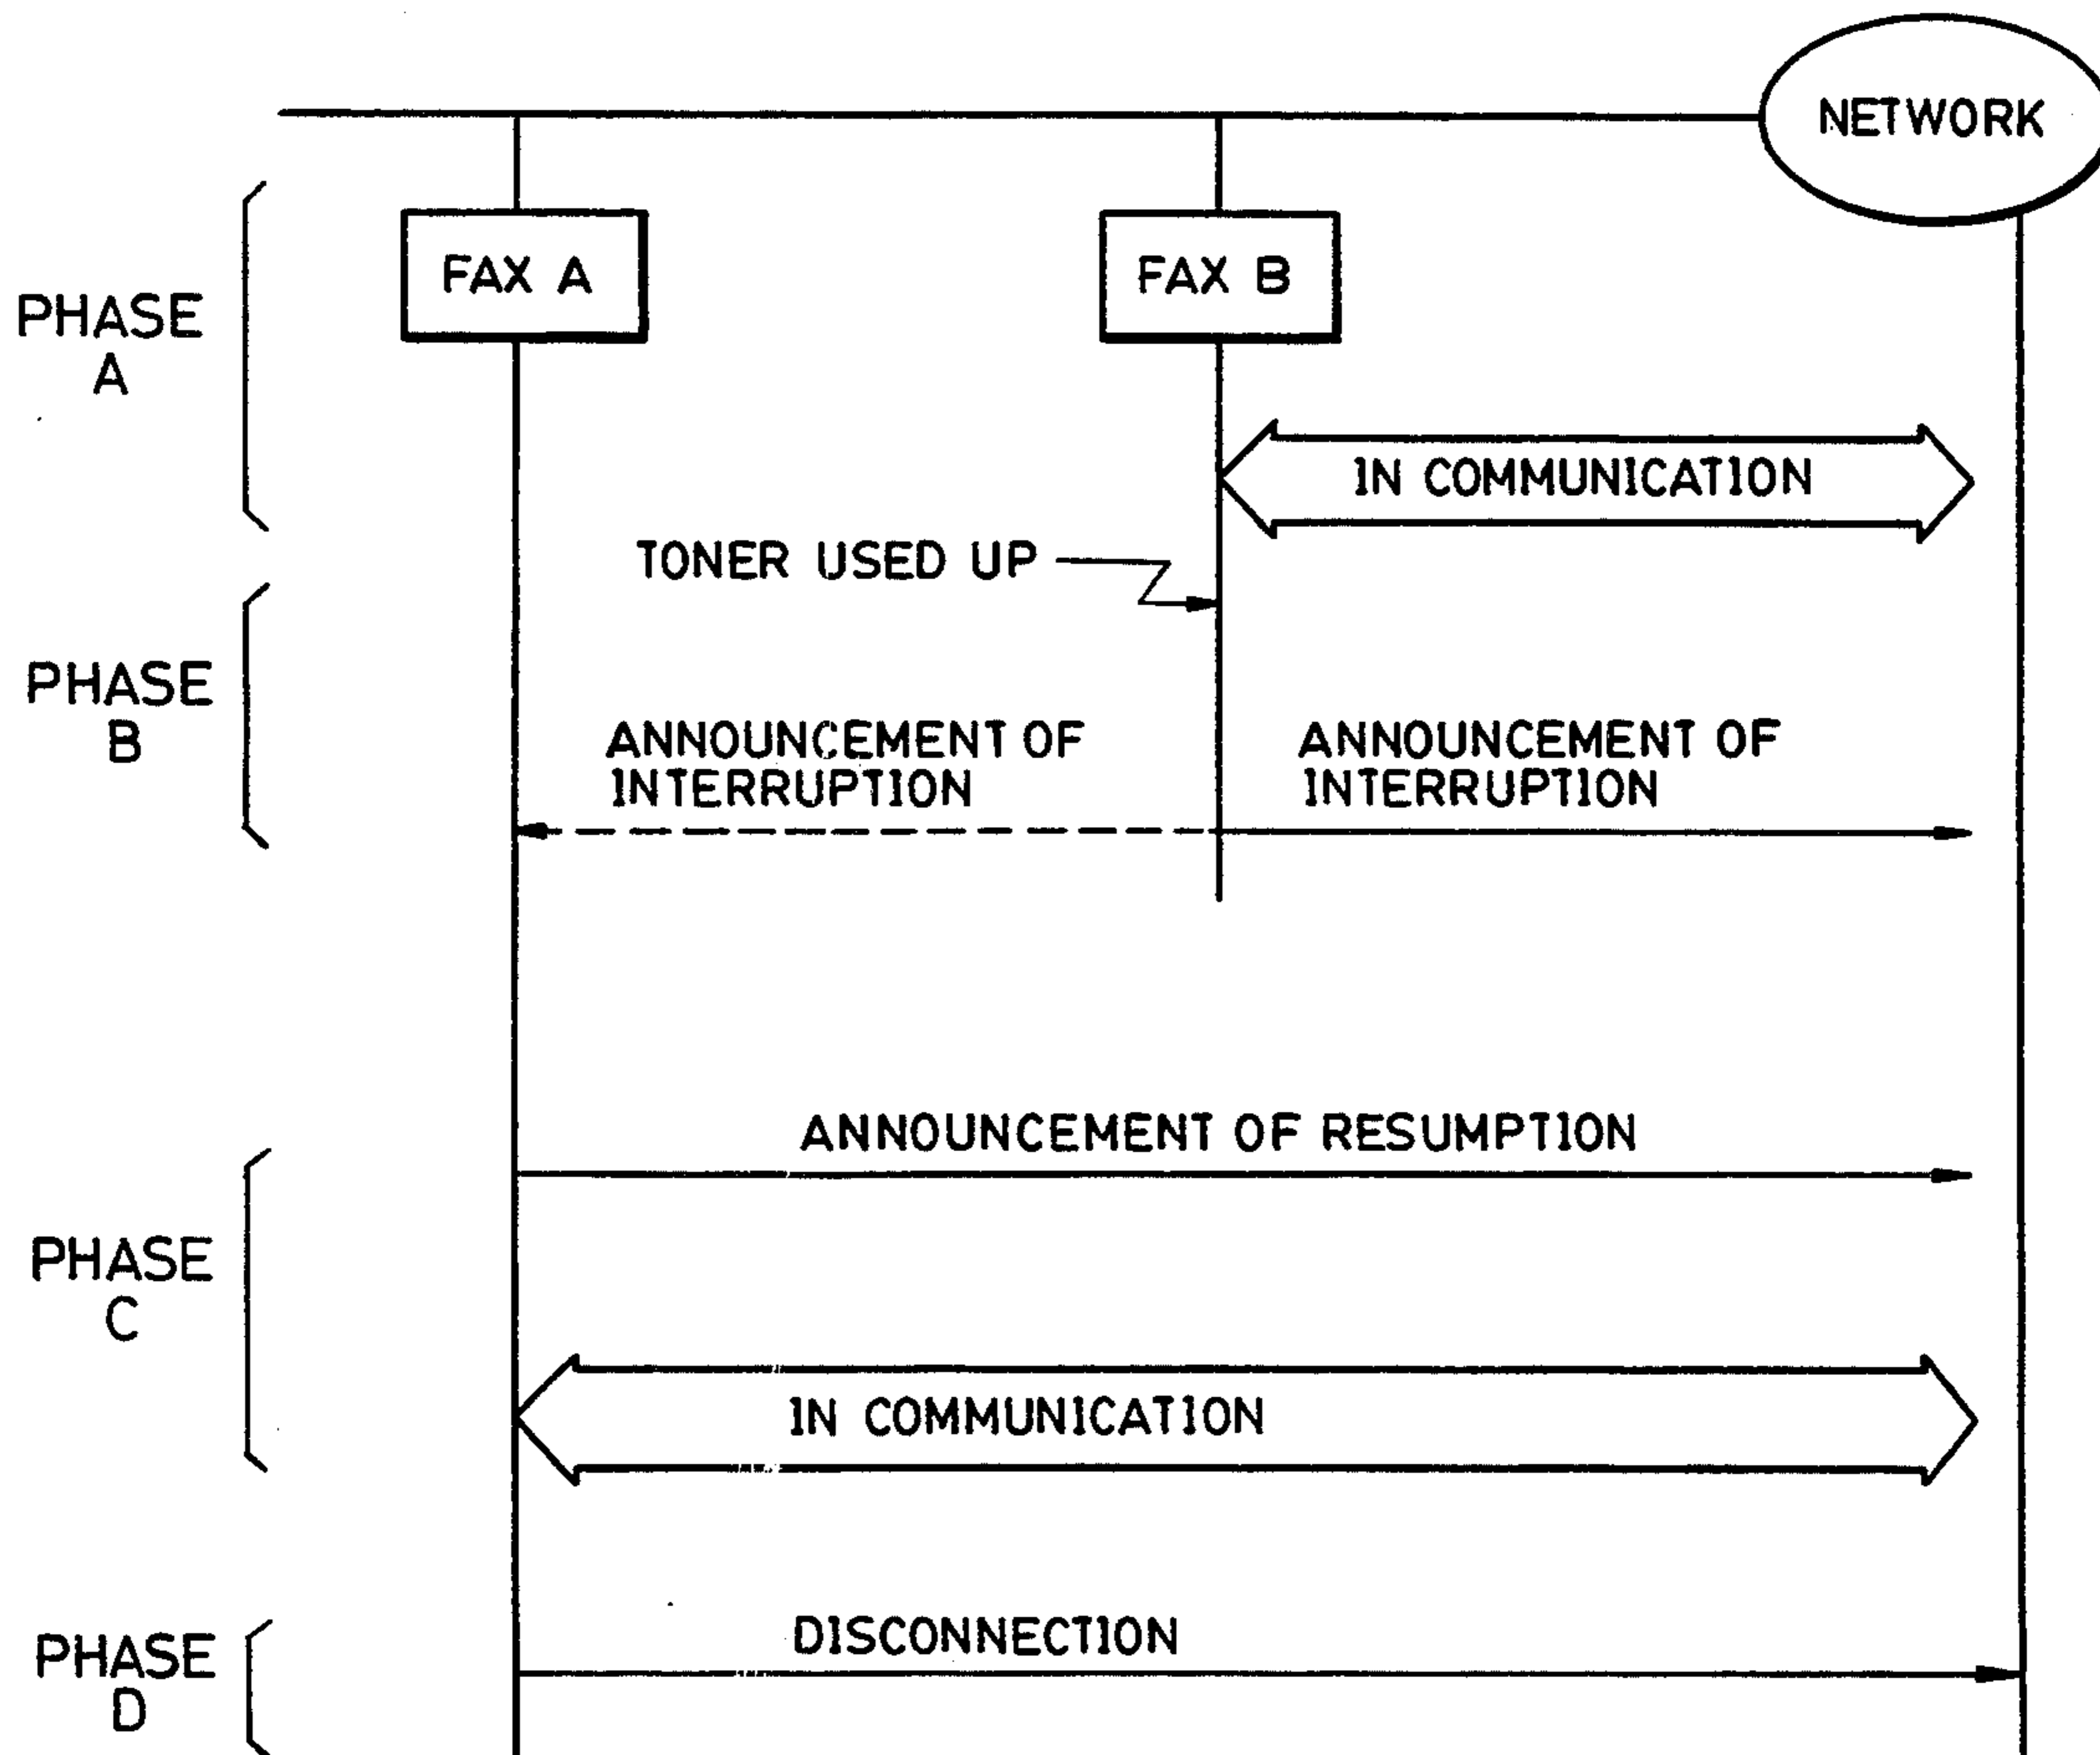 NETWORK
FAX A
FAX B
PHASE
A
IN COMMUNICATION
TONER USED UP
PHASE
B
ANNOUNCEMENT OF
INTERRUPTION
ANNOUNCEMENT OF
INTERRUPTION
ANNOUNCEMENT OF RESUMPTION
PHASE
C
IN COMMUNICATION
DISCONNECTION
PHASE
D